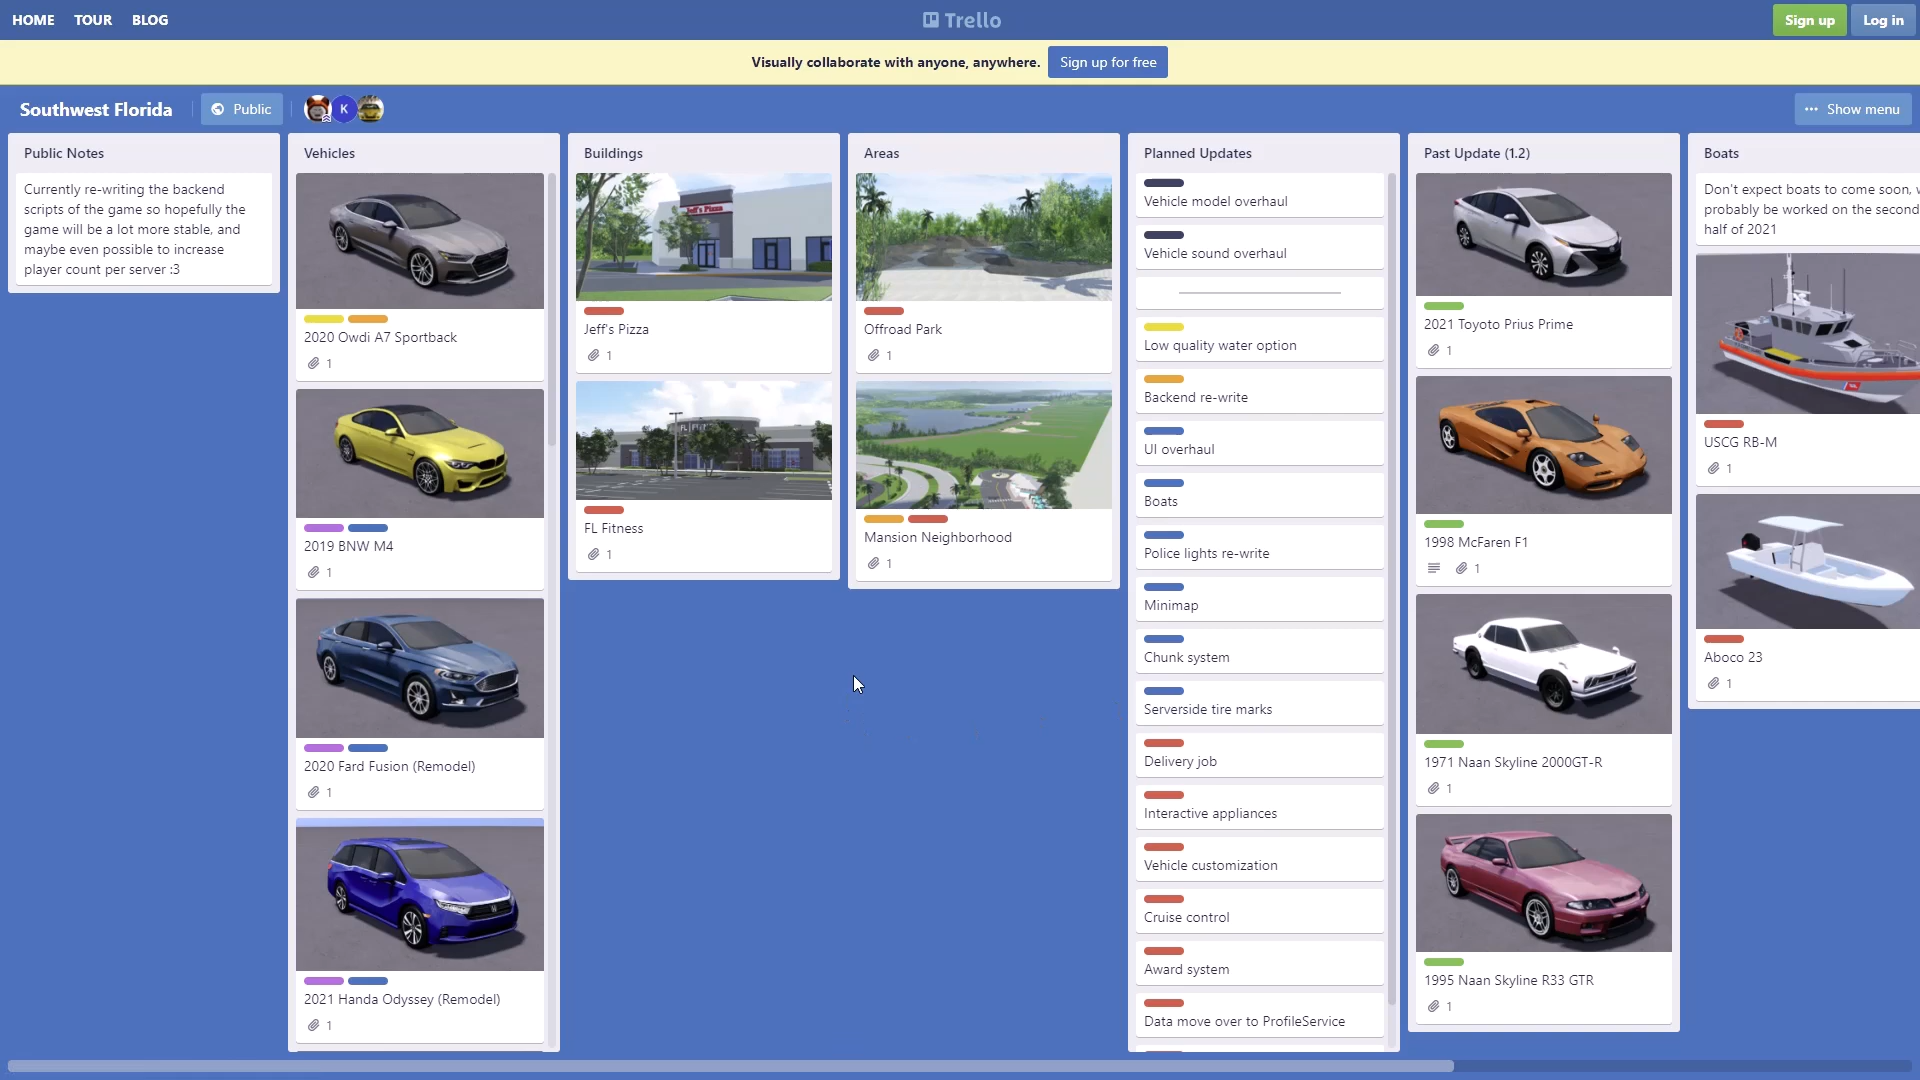 HOME TOUR BLOG
Trello
Sign up Log in
Visually collaborate with anyone, anywhere. Sign up for free
Southwest Florida Public K ··· Show menu
Public Notes
Currently re-writing the backend
scripts of the game so hopefully the
game will be a lot more stable, and
maybe even possible to increase
player count per server :3
Vehicles
2020 Owdi A7 Sportback
1
2019 BNW M4
1
2020 Fard Fusion (Remodel)
1
2021 Handa Odyssey (Remodel)
1
Buildings
Jeff's Pizza
Jeff's Pizza
1
FL Fitness
1
Areas
Offroad Park
1
Mansion Neighborhood
1
Planned Updates
Vehicle model overhaul
Vehicle sound overhaul
Low quality water option
Backend re-write
UI overhaul
Boats
Police lights re-write
Minimap
Chunk system
Serverside tire marks
Delivery job
Interactive appliances
Vehicle customization
Cruise control
Award system
Data move over to ProfileService
Past Update (1.2)
2021 Toyoto Prius Prime
1
1998 McFaren F1
1
1971 Naan Skyline 2000GT-R
1
1995 Naan Skyline R33 GTR
1
Boats
Don't expect boats to come soon,
probably be worked on the second
half of 2021
USCG RB-M
1
Aboco 23
1